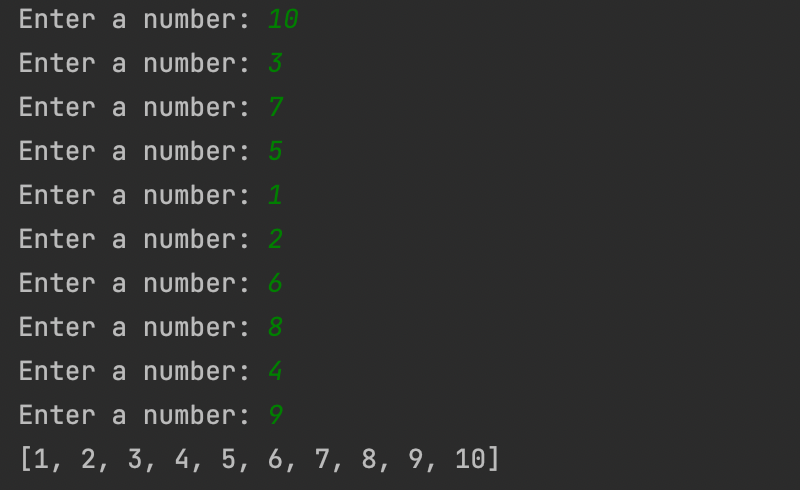 Enter a number: 10
Enter a number: 3
Enter a number: 7
Enter a number: 5
Enter a number: 1
Enter a number: 2
Enter a number: 6
Enter a number: 8
Enter a number: 4
Enter a number: 9
[1, 2, 3, 4, 5, 6, 7, 8, 9, 10]